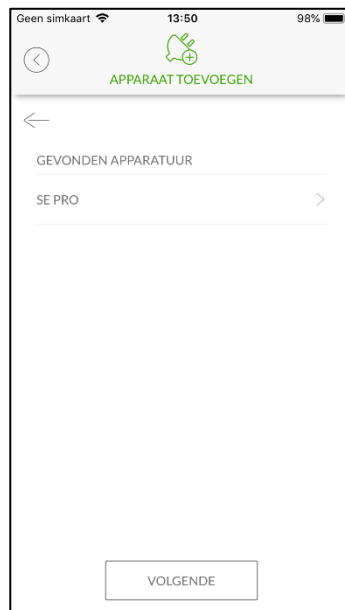 Geen simkaart 13:50 98%
APPARAAT TOEVOEGEN
GEVONDEN APPARATUUR
SE PRO
VOLGENDE